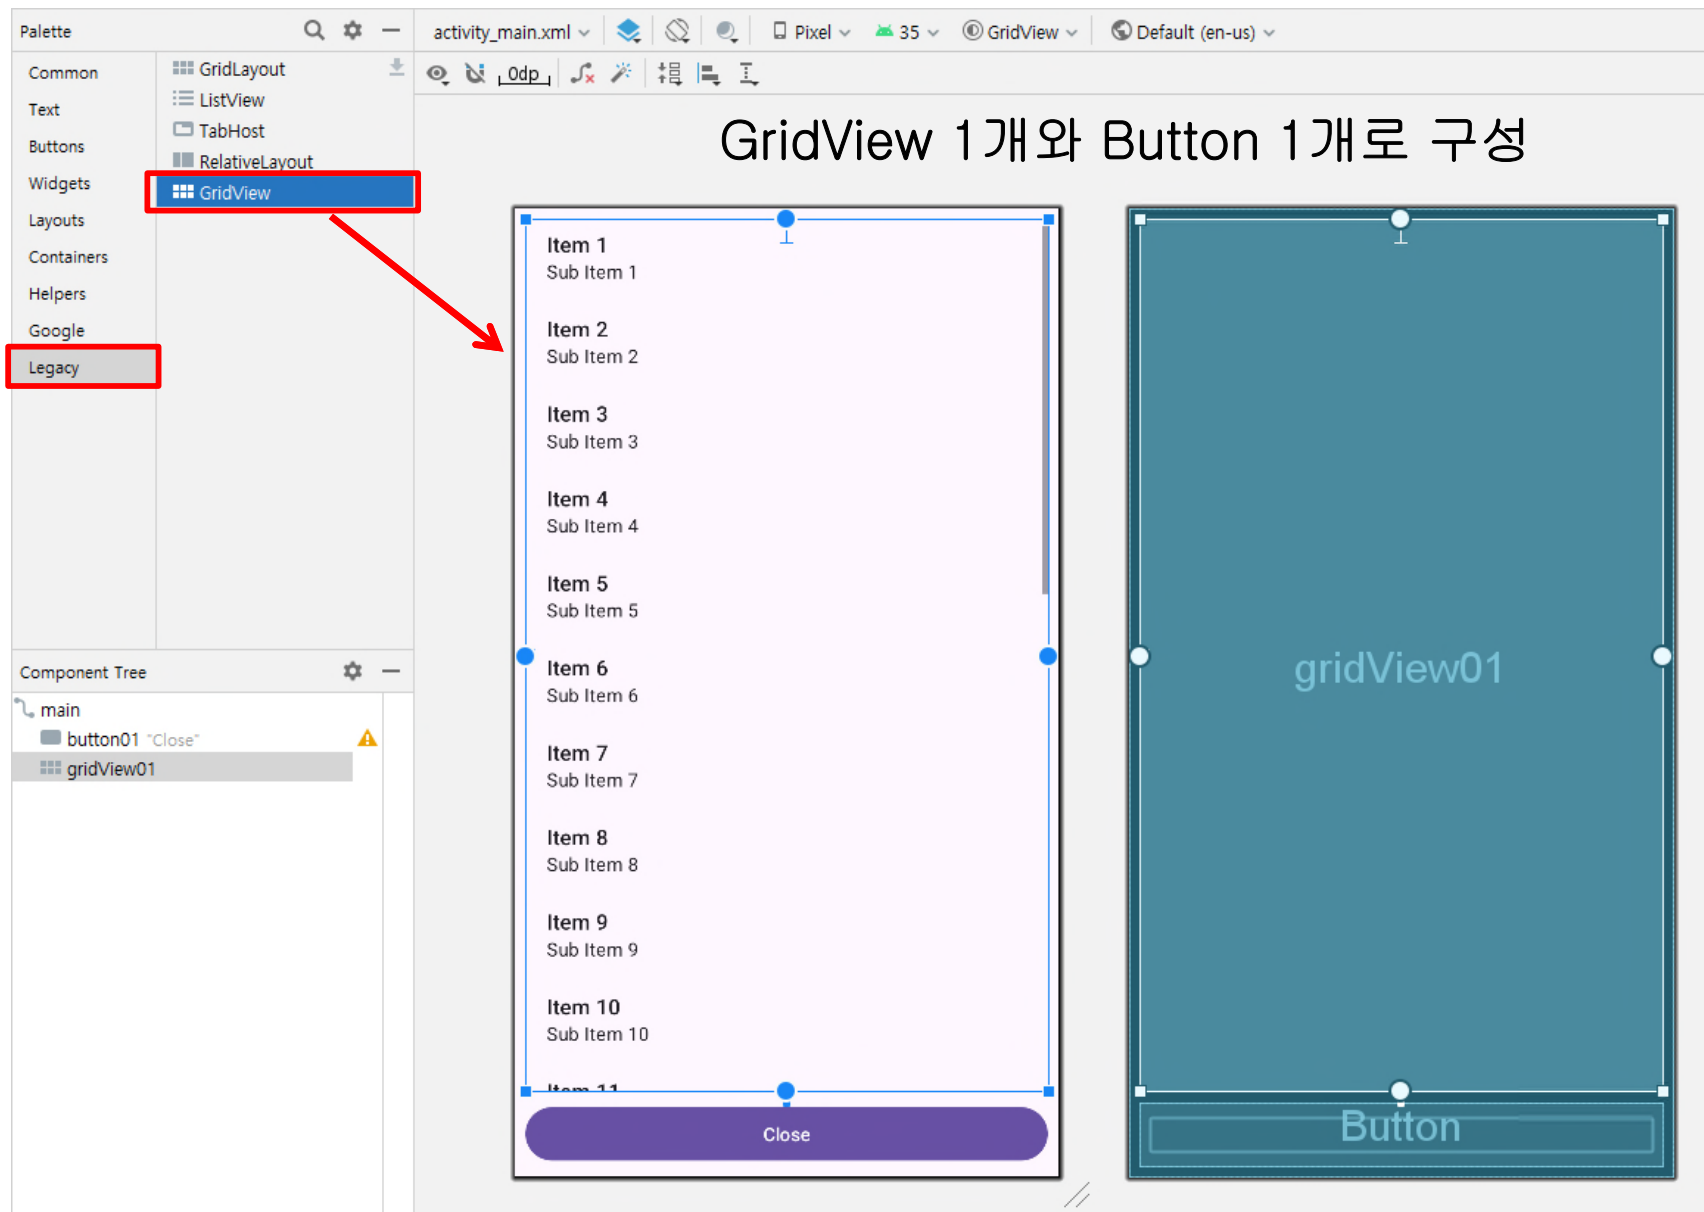 Palette
activity_main.xml
Pixel
35
GridView
Default (en-us)
0dp
Common
Text
Buttons
Widgets
Layouts
Containers
Helpers
Google
Legacy
GridLayout
ListView
TabHost
RelativeLayout
GridView
GridView 1개와 Button 1개로 구성
Item 1
Sub Item 1
Item 2
Sub Item 2
Item 3
Sub Item 3
Item 4
Sub Item 4
Item 5
Sub Item 5
Item 6
Sub Item 6
Item 7
Sub Item 7
Item 8
Sub Item 8
Item 9
Sub Item 9
Item 10
Sub Item 10
Item 11
Close
gridView01
Button
Component Tree
main
button01 "Close"
gridView01